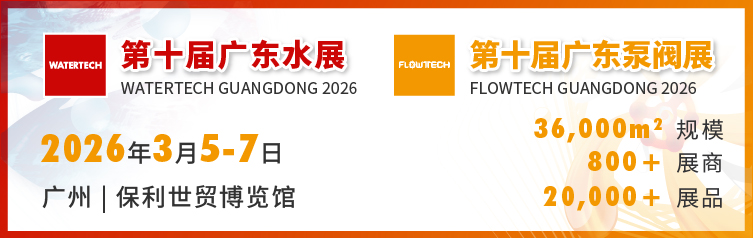 WATERTECH
第十届广东水展
WATERTECH GUANGDONG 2026
FLOWTECH
第十届广东泵阀展
FLOWTECH GUANGDONG 2026
2026年3月5-7日
广州 | 保利世贸博览馆
36,000m² 规模
800+ 展商
20,000+ 展品